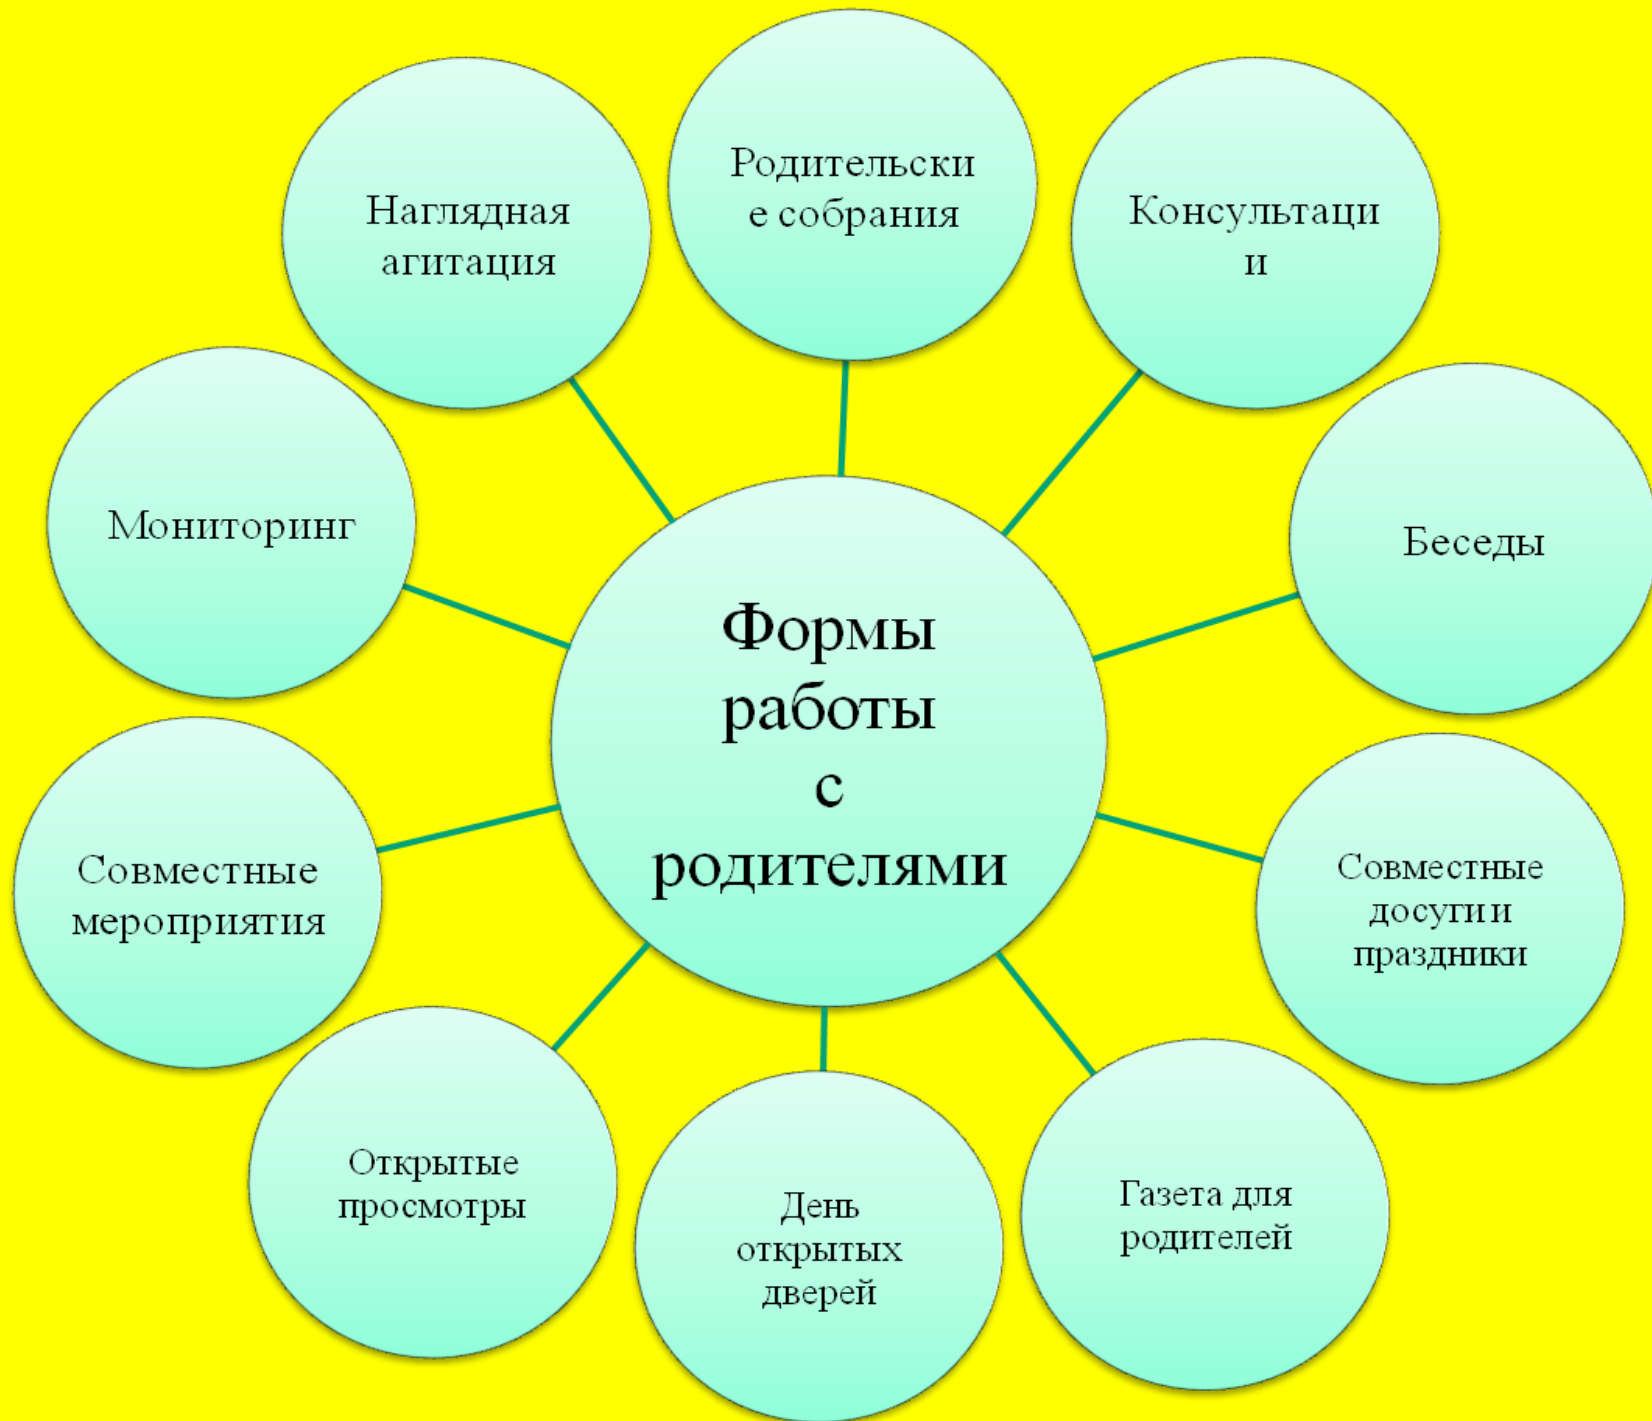 Формы
работы
с
родителями
Родительски
е собрания
Консультаци
и
Беседы
Совместные
досуги и
праздники
Газета для
родителей
День
открытых
дверей
Открытые
просмотры
Совместные
мероприятия
Мониторинг
Наглядная
агитация